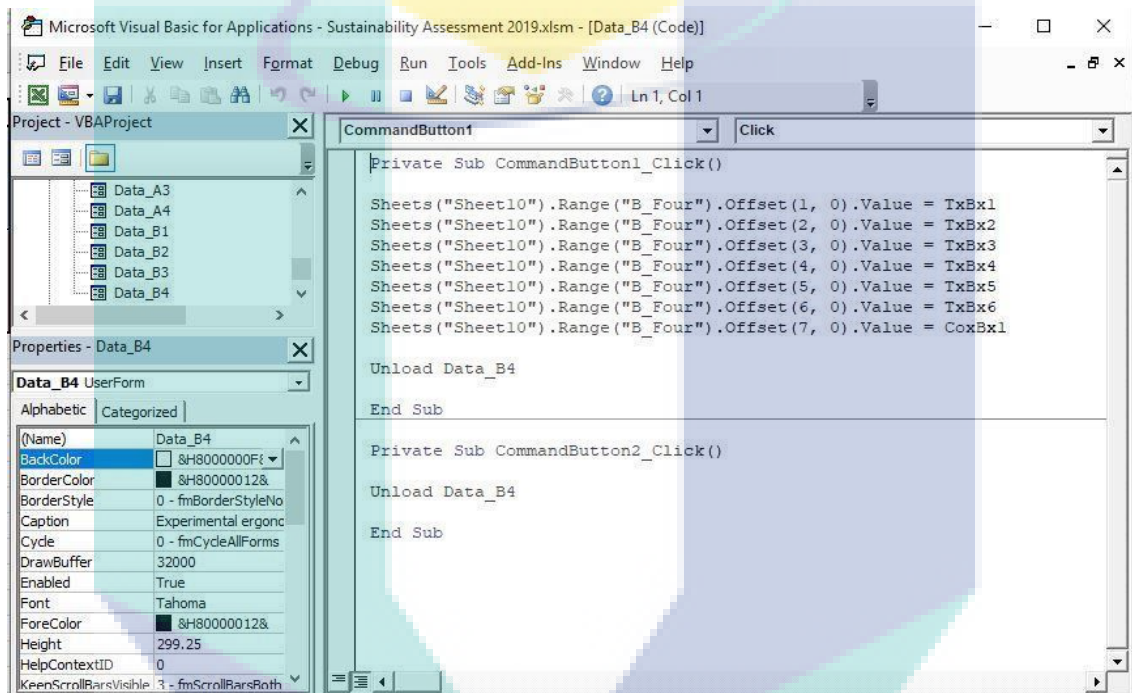 Microsoft Visual Basic for Applications - Sustainability Assessment 2019.xlsm - [Data_B4 (Code)]
File Edit View Insert Format Debug Run Tools Add-Ins Window Help
Ln 1, Col 1
Project - VBAProject
Data_A3
Data_A4
Data_B1
Data_B2
Data_B3
Data_B4
Properties - Data_B4
Data_B4 UserForm
Alphabetic Categorized
(Name) Data_B4
BackColor &H8000000F&
BorderColor &H80000012&
BorderStyle 0 - fmBorderStyleNo
Caption Experimental ergonc
Cycle 0 - fmCycleAllForms
DrawBuffer 32000
Enabled True
Font Tahoma
ForeColor &H80000012&
Height 299.25
HelpContextID 0
KeepScrollBarsVisible 3 - fmScrollBarsBoth
CommandButton1 Click
Private Sub CommandButton1_Click()
Sheets("Sheet10").Range("B_Four").Offset(1, 0).Value = TxBx1
Sheets("Sheet10").Range("B_Four").Offset(2, 0).Value = TxBx2
Sheets("Sheet10").Range("B_Four").Offset(3, 0).Value = TxBx3
Sheets("Sheet10").Range("B_Four").Offset(4, 0).Value = TxBx4
Sheets("Sheet10").Range("B_Four").Offset(5, 0).Value = TxBx5
Sheets("Sheet10").Range("B_Four").Offset(6, 0).Value = TxBx6
Sheets("Sheet10").Range("B_Four").Offset(7, 0).Value = CoxBx1
Unload Data_B4
End Sub
Private Sub CommandButton2_Click()
Unload Data_B4
End Sub